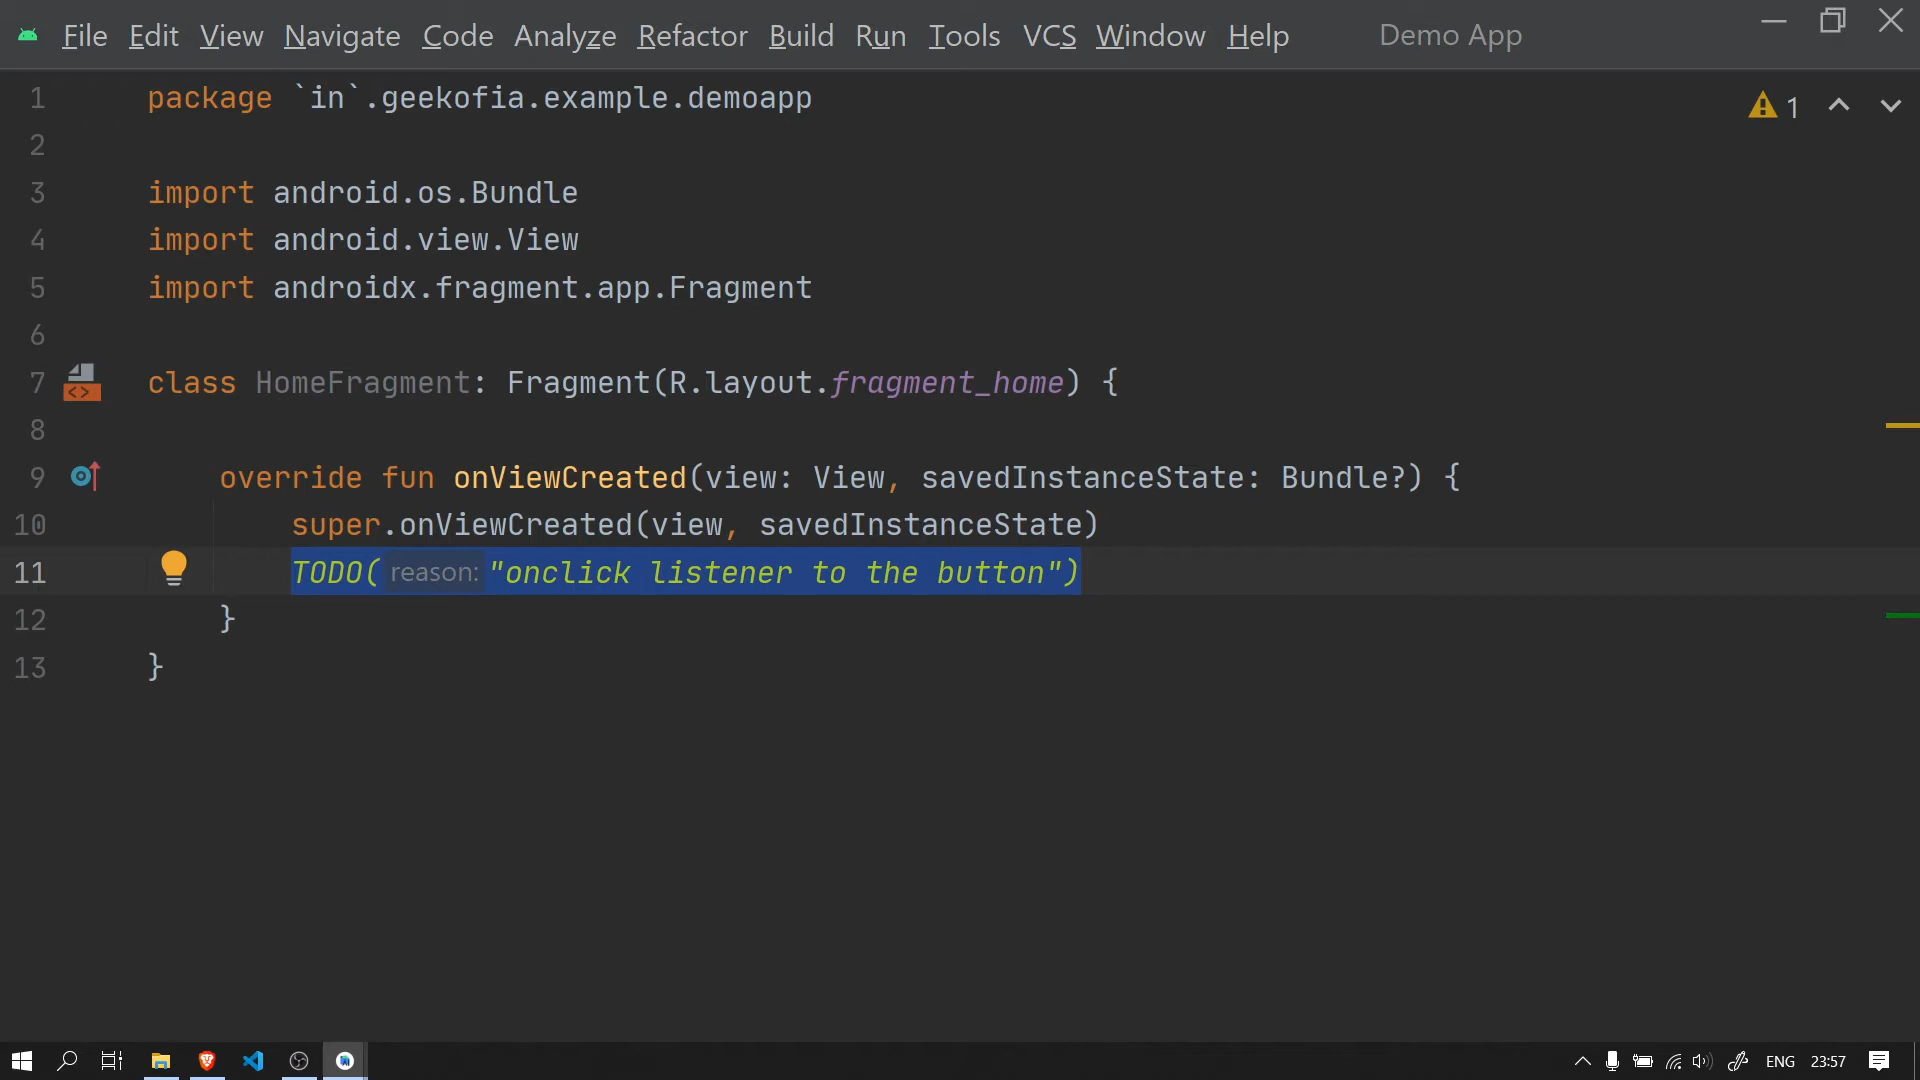 File Edit View Navigate Code Analyze Refactor Build Run Tools VCS Window Help Demo App
1 package `in`.geekofia.example.demoapp
1
2
3 import android.os.Bundle
4 import android.view.View
5 import androidx.fragment.app.Fragment
6
7 class HomeFragment: Fragment(R.layout.fragment_home) {
8
9 override fun onViewCreated(view: View, savedInstanceState: Bundle?) {
10 super.onViewCreated(view, savedInstanceState)
11 TODO( reason: "onclick listener to the button")
12 }
13 }
ENG 23:57